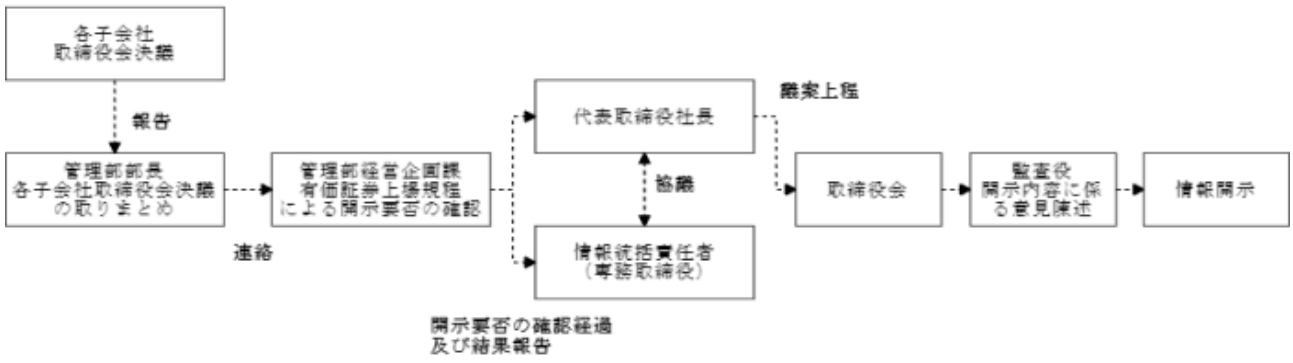 各子会社
取締役会決議
報告
管理部部長
各子会社取締役会決議
の取りまとめ
連絡
管理部経営企画課
有価証券上場規程
による開示要否の確認
開示要否の確認経過
及び結果報告
代表取締役社長
協議
情報統括責任者
（専務取締役）
議案上程
取締役会
監査役
開示内容に係
る意見陳述
情報開示